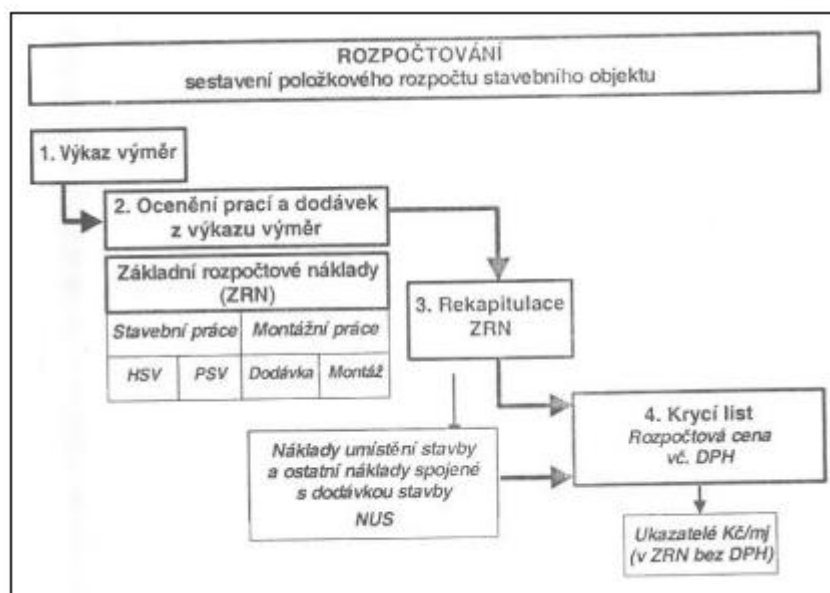 ROZPOČTOVÁNÍ
sestavení položkového rozpočtu stavebního objektu
1. Výkaz výměr
2. Ocenění prací a dodávek
z výkazu výměr
Základní rozpočtové náklady
(ZRN)
Stavební práce
Montážní práce
HSV
PSV
Dodávka
Montáž
3. Rekapitulace
ZRN
Náklady umístění stavby
a ostatní náklady spojené
s dodávkou stavby
NUS
4. Krycí list
Rozpočtová cena
vč. DPH
Ukazatelé Kč/mj
(v ZRN bez DPH)